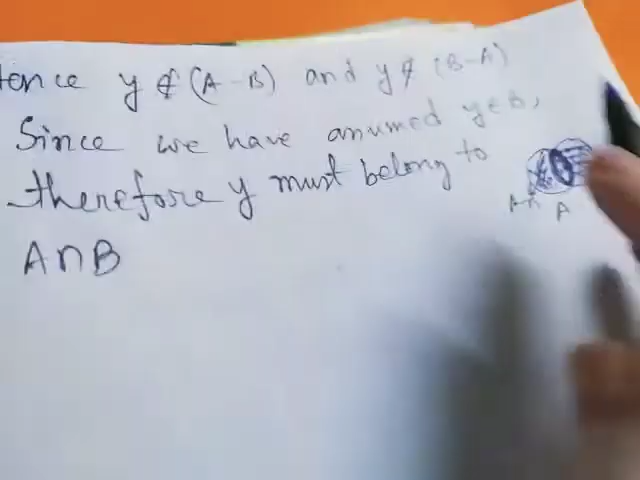 Hence y ∉ (A-B) and y ∉ (B-A)
Since we have assumed y∈B,
therefore y must belong to
A∩B
A